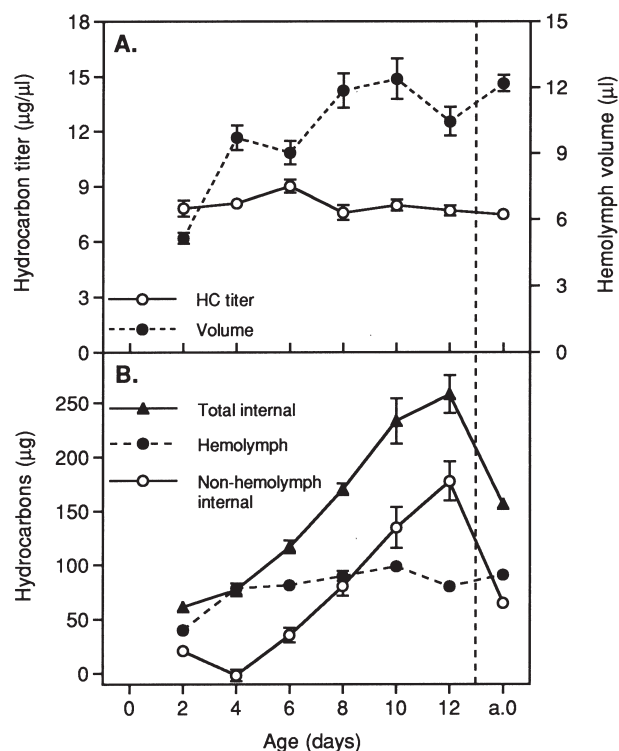 A.
18
15
12
9
6
3
0
Hydrocarbon titer (μg/μl)
15
12
9
6
3
0
Hemolymph volume (μl)
HC titer
Volume
B.
250
200
150
100
50
0
Hydrocarbons (μg)
Total internal
Hemolymph
Non-hemolymph
internal
0 2 4 6 8 10 12 a.0
Age (days)